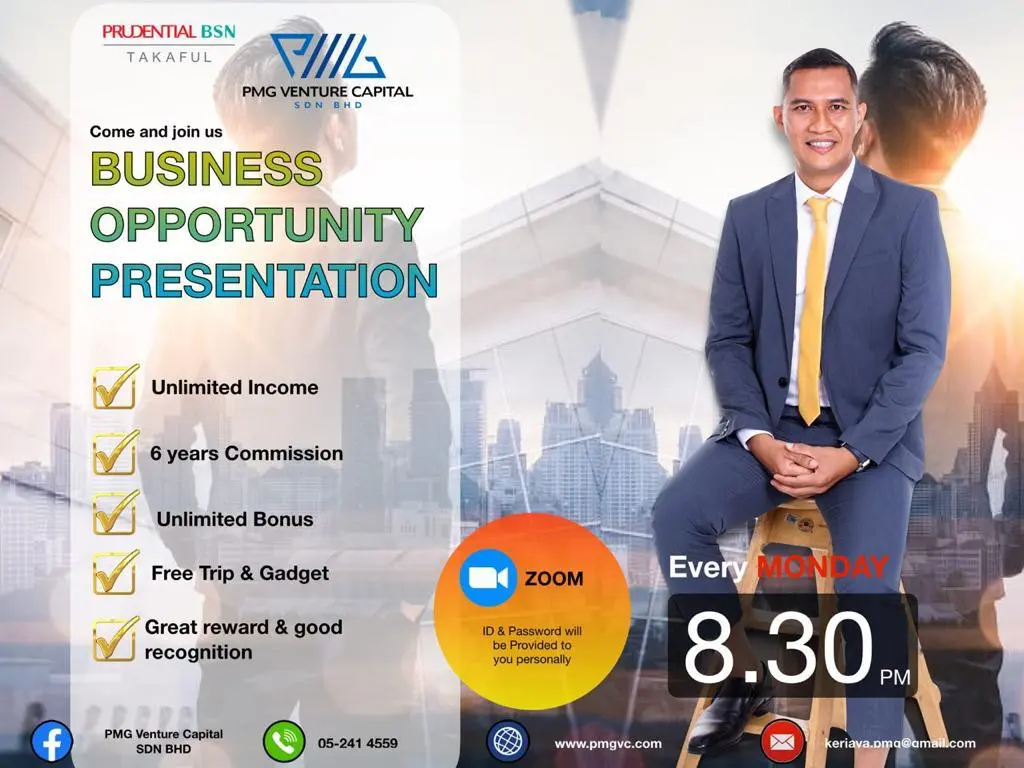 PRUDENTIAL BSN
TAKAFUL
PMG
PMG VENTURE CAPITAL
SDN BHD
Come and join us
BUSINESS
OPPORTUNITY
PRESENTATION
Unlimited Income
6 years Commission
Unlimited Bonus
Free Trip & Gadget
Great reward & good
recognition
ZOOM
ID & Password will
be Provided to
you personally
Every MONDAY
8.30 PM
PMG Venture Capital
SDN BHD
05-241 4559
www.pmgvc.com
kerjaya.pmg@gmail.com